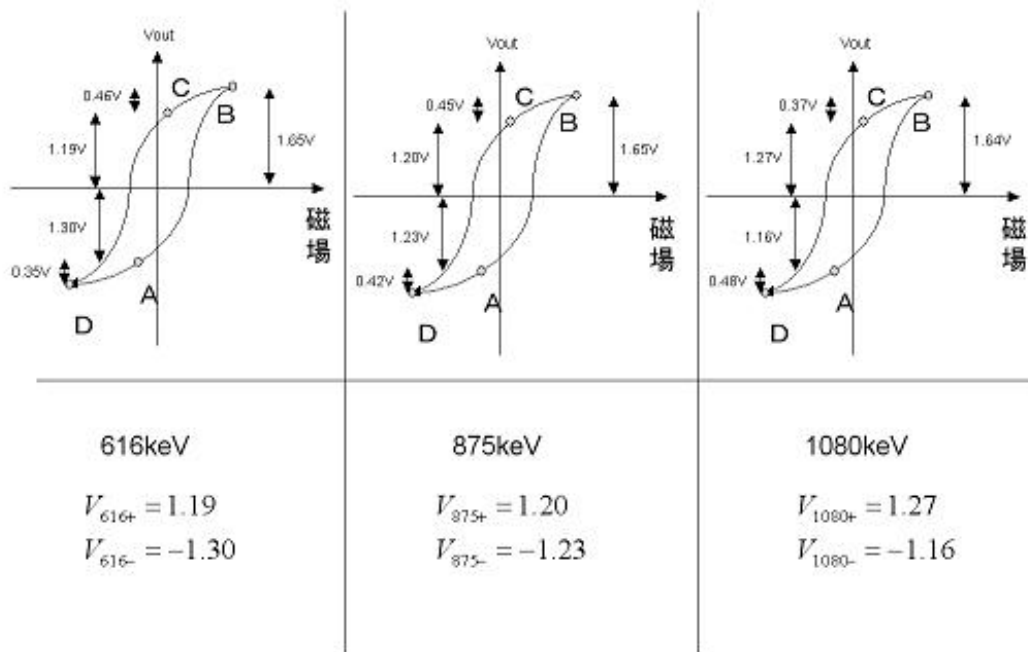 Vout
0.46V
C
B
1.19V
1.65V
磁場
1.30V
0.35V
A
D
616keV
V616+ = 1.19
V616- = -1.30
Vout
0.45V
C
B
1.20V
1.65V
磁場
1.23V
0.42V
A
D
875keV
V875+ = 1.20
V875- = -1.23
Vout
0.37V
C
B
1.27V
1.64V
磁場
1.16V
0.48V
A
D
1080keV
V1080+ = 1.27
V1080- = -1.16